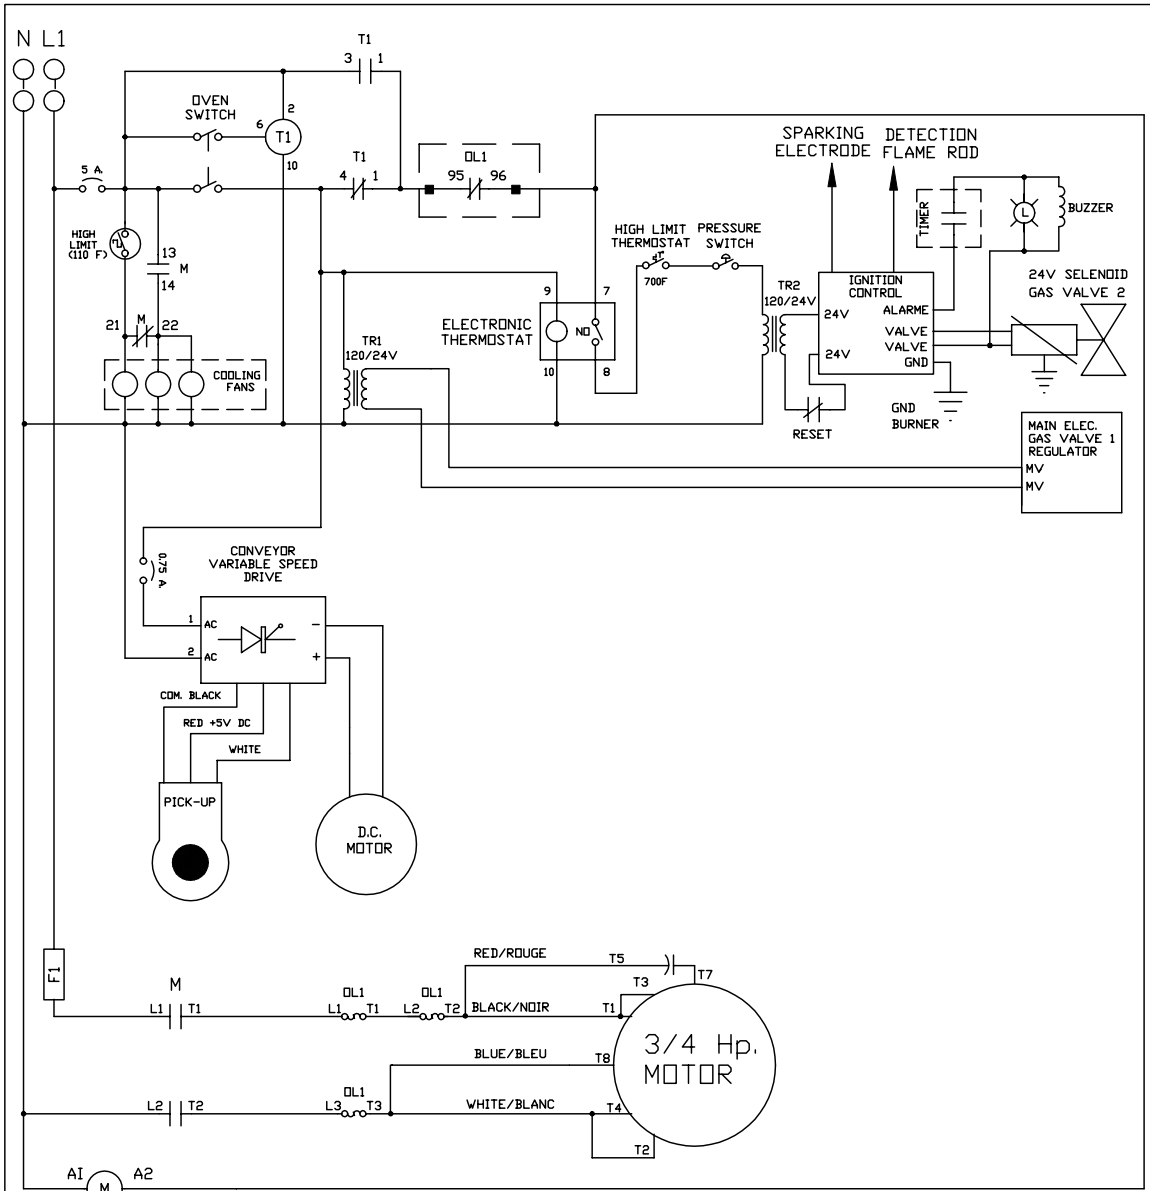 N L1
T1
3 1
OVEN
SWITCH
2
6
T1
10
5 A.
T1
4 1
OL1
95 96
SPARKING
ELECTRODE
DETECTION
FLAME ROD
TIMER
L
BUZZER
HIGH
LIMIT
(110 F)
13
M
14
HIGH LIMIT
THERMOSTAT
700F
PRESSURE
SWITCH
TR2
120/24V
IGNITION
CONTROL
24V
ALARME
VALVE
VALVE
24V
GND
24V SELENOID
GAS VALVE 2
21 M 22
COOLING
FANS
TR1
120/24V
ELECTRONIC
THERMOSTAT
9
7
NO
10
8
RESET
GND
BURNER
MAIN ELEC.
GAS VALVE 1
REGULATOR
MV
MV
0.75 A.
CONVEYOR
VARIABLE SPEED
DRIVE
1 AC -
2 AC +
COM. BLACK
RED +5V DC
WHITE
PICK-UP
D.C.
MOTOR
F1
M
L1 T1
OL1
L1 T1
OL1
L2 T2
RED/ROUGE
T5
T7
T3
BLACK/NOIR
T1
3/4 Hp.
MOTOR
BLUE/BLEU
T8
L2 T2
OL1
L3 T3
WHITE/BLANC
T4
T2
A1 M A2